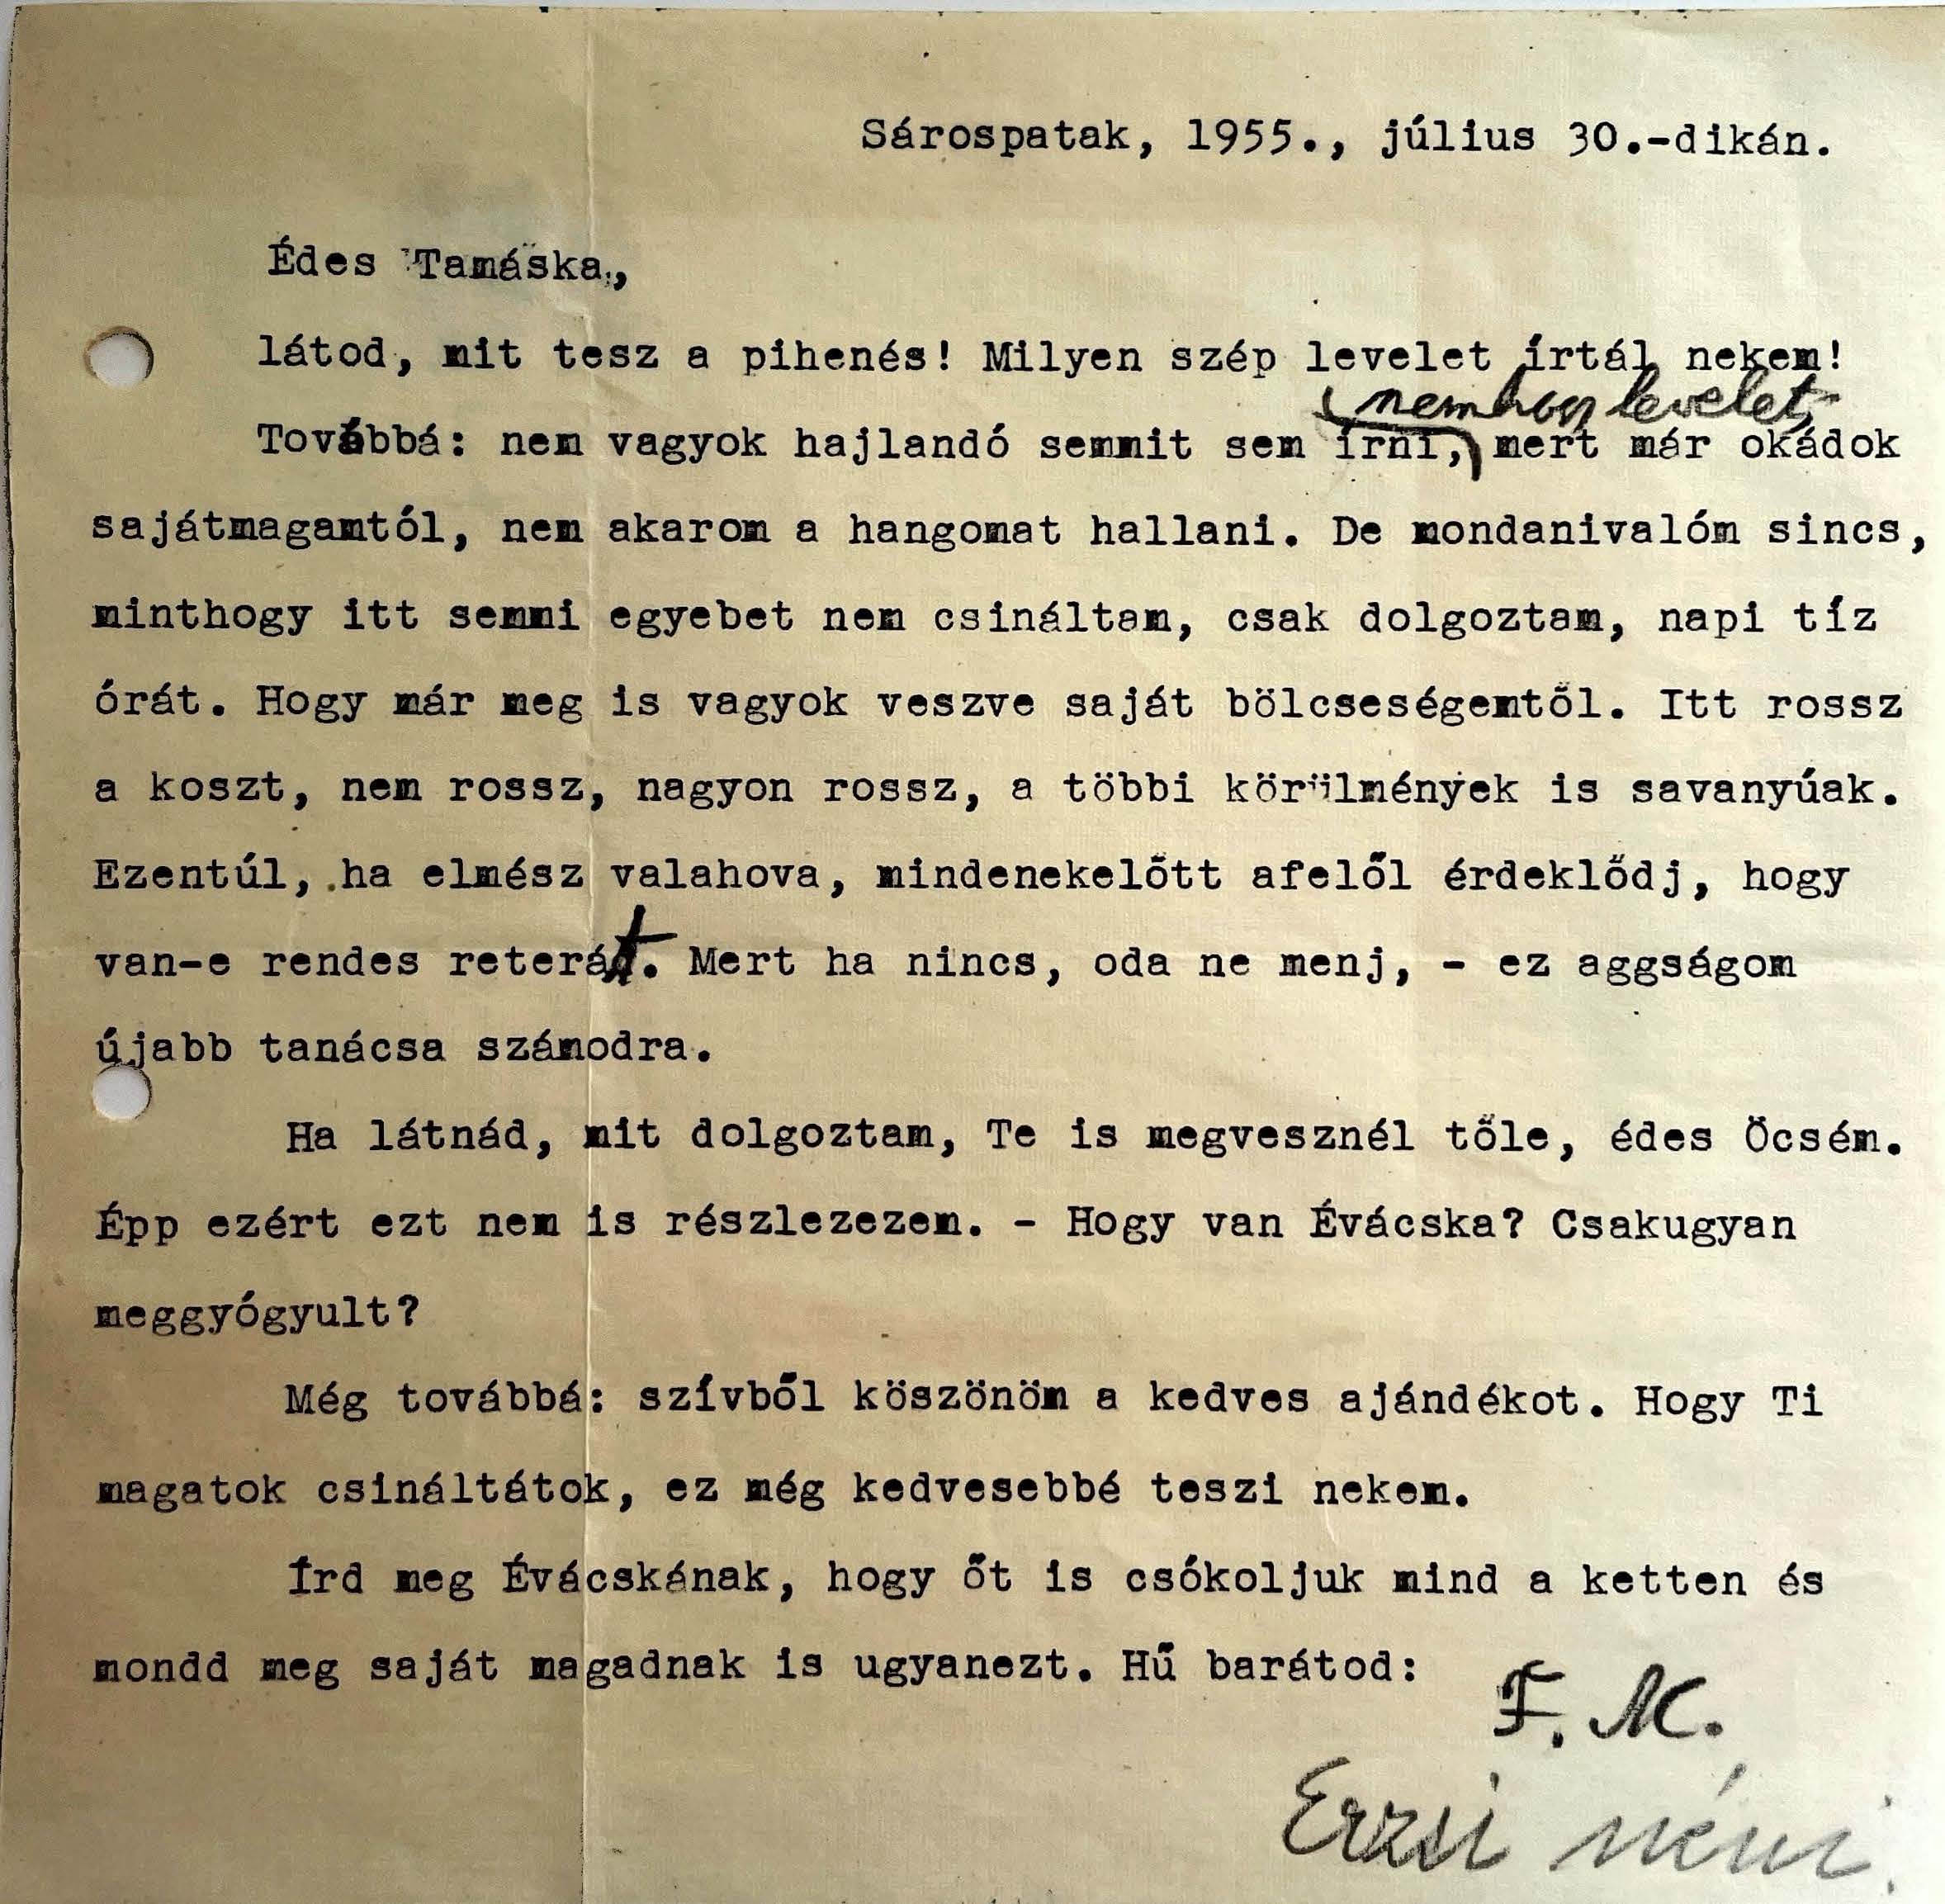 Sárospatak, 1955., július 30.-dikán.
Édes Tamáska,
látod, mit tesz a pihenés! Milyen szép levelet írtál nekem!
nemhogy levelet,
Továbbá: nem vagyok hajlandó semmit sem írni, mert már okádok
sajátmagamtól, nem akarom a hangomat hallani. De mondanivalóm sincs,
minthogy itt semmi egyebet nem csináltam, csak dolgoztam, napi tíz
órát. Hogy már meg is vagyok veszve saját bölcseségemtől. Itt rossz
a koszt, nem rossz, nagyon rossz, a többi körülmények is savanyúak.
Ezentúl, ha elmész valahova, mindenekelőtt afelől érdeklődj, hogy
van-e rendes reterát. Mert ha nincs, oda ne menj, - ez aggságom
újabb tanácsa számodra.
Ha látnád, mit dolgoztam, Te is megvesznél tőle, édes Öcsém.
Épp ezért ezt nem is részlezezem. - Hogy van Évácska? Csakugyan
meggyógyult?
Még továbbá: szívből köszönöm a kedves ajándékot. Hogy Ti
magatok csináltátok, ez még kedvesebbé teszi nekem.
Írd meg Évácskának, hogy őt is csókoljuk mind a ketten és
mondd meg saját magadnak is ugyanezt. Hű barátod:
F. M.
Erzsi néni